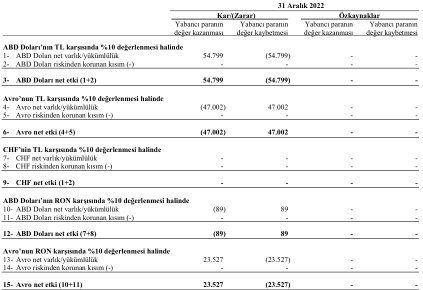 31 Aralık 2022
Kar/(Zarar) Özkaynaklar
Yabancı paranın Yabancı paranın Yabancı paranın Yabancı paranın
değer kazanması değer kaybetmesi değer kazanması değer kaybetmesi
ABD Doları'nın TL karşısında %10 değerlenmesi halinde
1- ABD Doları net varlık/yükümlülük 54.799 (54.799) - -
2- ABD Doları riskinden korunan kısım (-) - - - -
3- ABD Doları net etki (1+2) 54.799 (54.799) - -
Avro'nun TL karşısında %10 değerlenmesi halinde
4- Avro net varlık/yükümlülük (47.002) 47.002 - -
5- Avro riskinden korunan kısım (-) - - - -
6- Avro net etki (4+5) (47.002) 47.002 - -
CHF'nin TL karşısında %10 değerlenmesi halinde
7- CHF net varlık/yükümlülük - - - -
8- CHF riskinden korunan kısım (-) - - - -
9- CHF net etki (1+2) - - - -
ABD Doları'nın RON karşısında %10 değerlenmesi halinde
10- ABD Doları net varlık/yükümlülük (89) 89 - -
11- ABD Doları riskinden korunan kısım (-) - - - -
12- ABD Doları net etki (7+8) (89) 89 - -
Avro'nun RON karşısında %10 değerlenmesi halinde
13- Avro net varlık/yükümlülük 23.527 (23.527) - -
14- Avro riskinden korunan kısım (-) - - - -
15- Avro net etki (10+11) 23.527 (23.527) - -